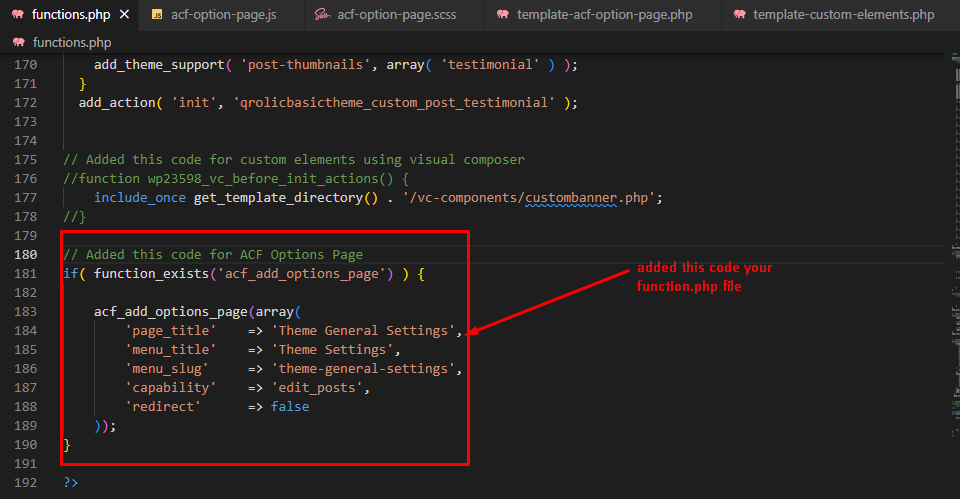 functions.php
JS acf-option-page.js
acf-option-page.scss
template-acf-option-page.php
template-custom-elements.php
functions.php
170 add_theme_support( 'post-thumbnails', array( 'testimonial' ) );
171 }
172 add_action( 'init', 'qrolicbasictheme_custom_post_testimonial' );
173
174
175 // Added this code for custom elements using visual composer
176 //function wp23598_vc_before_init_actions() {
177 include_once get_template_directory() . '/vc-components/custombanner.php';
178 //}
179
180 // Added this code for ACF Options Page
181 if( function_exists('acf_add_options_page') ) {
182
183 acf_add_options_page(array(
184 'page_title' => 'Theme General Settings',
185 'menu_title' => 'Theme Settings',
186 'menu_slug' => 'theme-general-settings',
187 'capability' => 'edit_posts',
188 'redirect' => false
189 ));
190 }
191
192 ?>
added this code your
function.php file